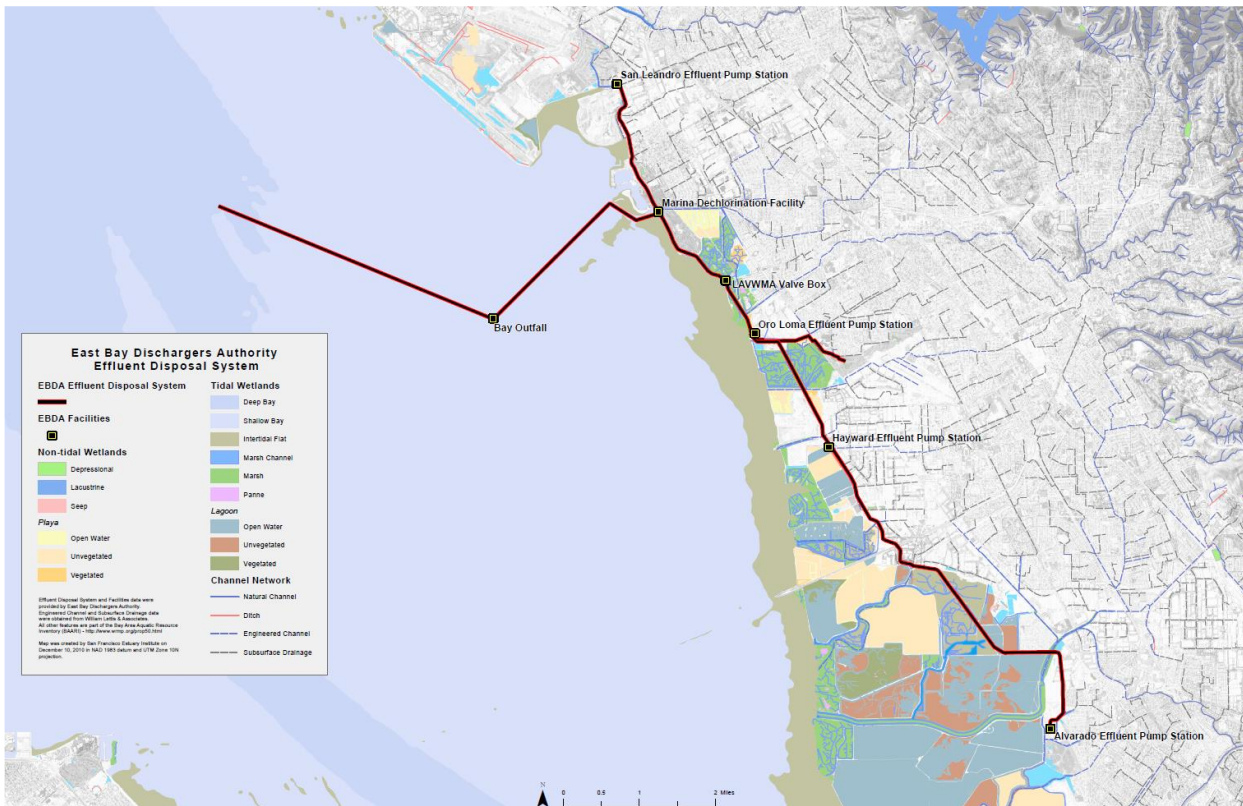 San Leandro Effluent Pump Station
Marina Dechlorination Facility
LAVWMA Valve Box
Bay Outfall
Oro Loma Effluent Pump Station
Hayward Effluent Pump Station
Alvarado Effluent Pump Station
East Bay Dischargers Authority
Effluent Disposal System
EBDA Effluent Disposal System
EBDA Facilities
Non-tidal Wetlands
Depressional
Lacustrine
Seep
Playa
Open Water
Unvegetated
Vegetated
Tidal Wetlands
Deep Bay
Shallow Bay
Intertidal Flat
Marsh Channel
Marsh
Panne
Lagoon
Open Water
Unvegetated
Vegetated
Channel Network
Natural Channel
Ditch
Engineered Channel
Subsurface Drainage
Effluent Disposal System and Facilities data were
provided by East Bay Dischargers Authority.
Engineered Channel and Subsurface Drainage data
were obtained from William Lettis & Associates.
All other features are part of the Bay Area Aquatic Resource
Inventory (BAARI) - http://www.wrmp.org/prop50.html
Map was created by San Francisco Estuary Institute on
December 10, 2010 in NAD 1983 datum and UTM Zone 10N
projection.
N
0 0.5 1 2 Miles